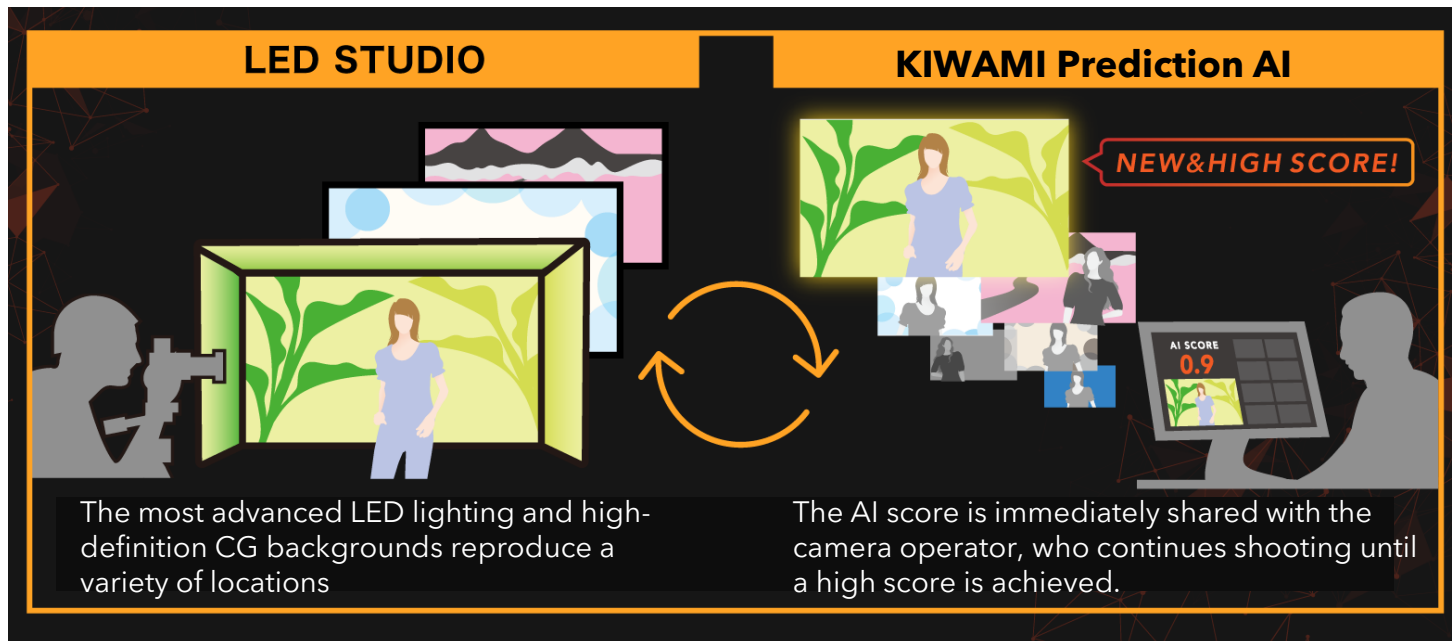 LED STUDIO
KIWAMI Prediction AI
NEW&HIGH SCORE!
AI SCORE
0.9
The most advanced LED lighting and high-
definition CG backgrounds reproduce a
variety of locations
The AI score is immediately shared with the
camera operator, who continues shooting until
a high score is achieved.